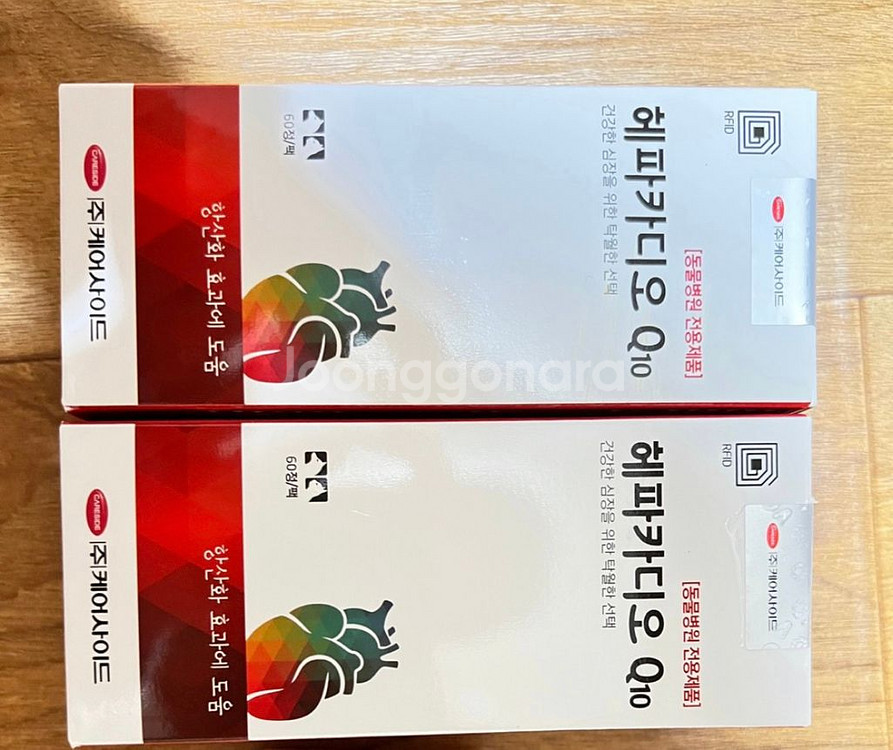 RFID
careside
(주)케어사이드
[동물병원 전용제품]
헤파카디오 Q10
건강한 심장을 위한 탁월한 선택
60정/팩
항산화 효과에 도움
CARESIDE
(주)케어사이드
Joonggonara
RFID
careside
(주)케어사이드
[동물병원 전용제품]
헤파카디오 Q10
건강한 심장을 위한 탁월한 선택
60정/팩
항산화 효과에 도움
CARESIDE
(주)케어사이드